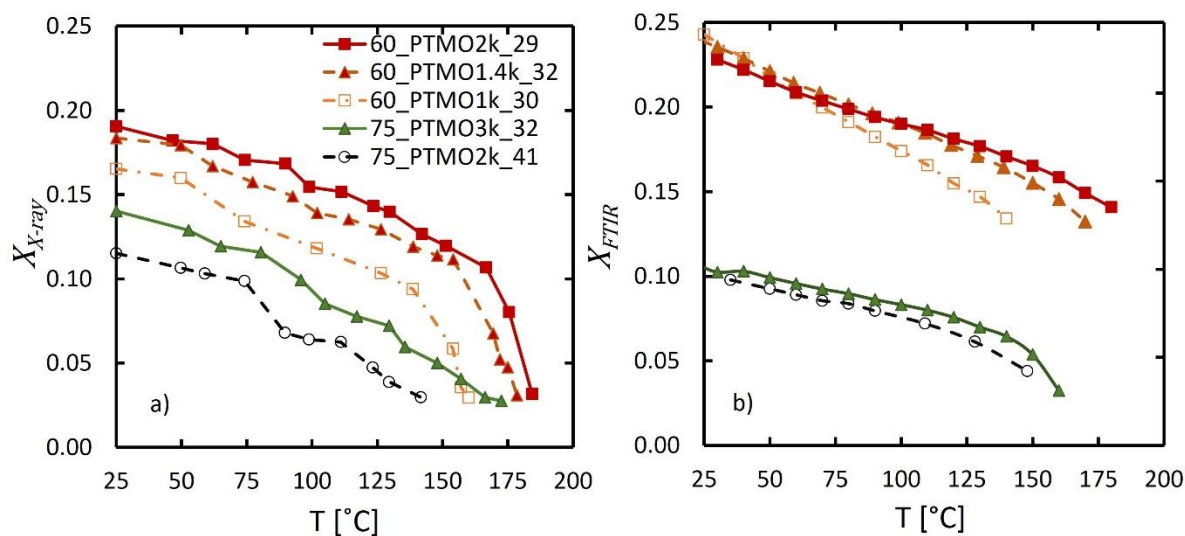 0.25
0.20
0.15
0.10
0.05
0.00
X_X-ray
60_PTMO2k_29
60_PTMO1.4k_32
60_PTMO1k_30
75_PTMO3k_32
75_PTMO2k_41
a)
25 50 75 100 125 150 175 200
T [˚C]
0.25
0.20
0.15
0.10
0.05
0.00
X_FTIR
b)
25 50 75 100 125 150 175 200
T [˚C]